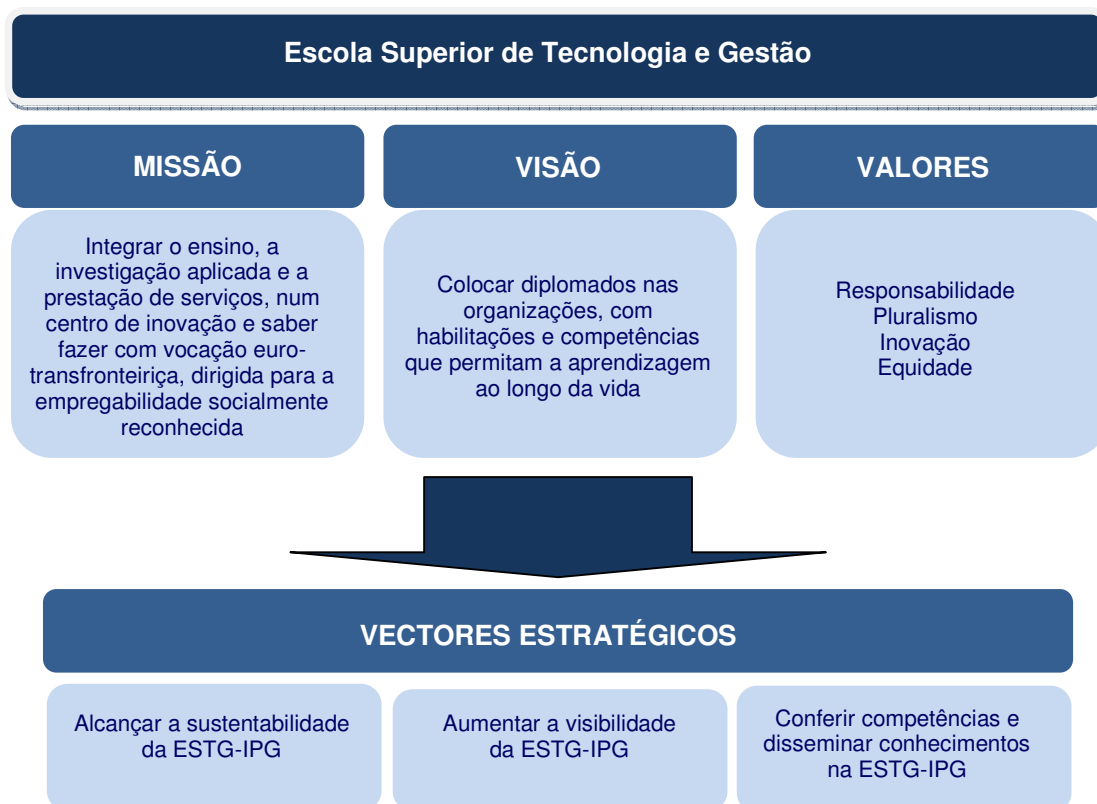 Escola Superior de Tecnologia e Gestão
MISSÃO
Integrar o ensino, a
investigação aplicada e a
prestação de serviços, num
centro de inovação e saber
fazer com vocação euro-
transfronteiriça, dirigida para a
empregabilidade socialmente
reconhecida
VISÃO
Colocar diplomados nas
organizações, com
habilitações e competências
que permitam a aprendizagem
ao longo da vida
VALORES
Responsabilidade
Pluralismo
Inovação
Equidade
VECTORES ESTRATÉGICOS
Alcançar a sustentabilidade
da ESTG-IPG
Aumentar a visibilidade
da ESTG-IPG
Conferir competências e
disseminar conhecimentos
na ESTG-IPG